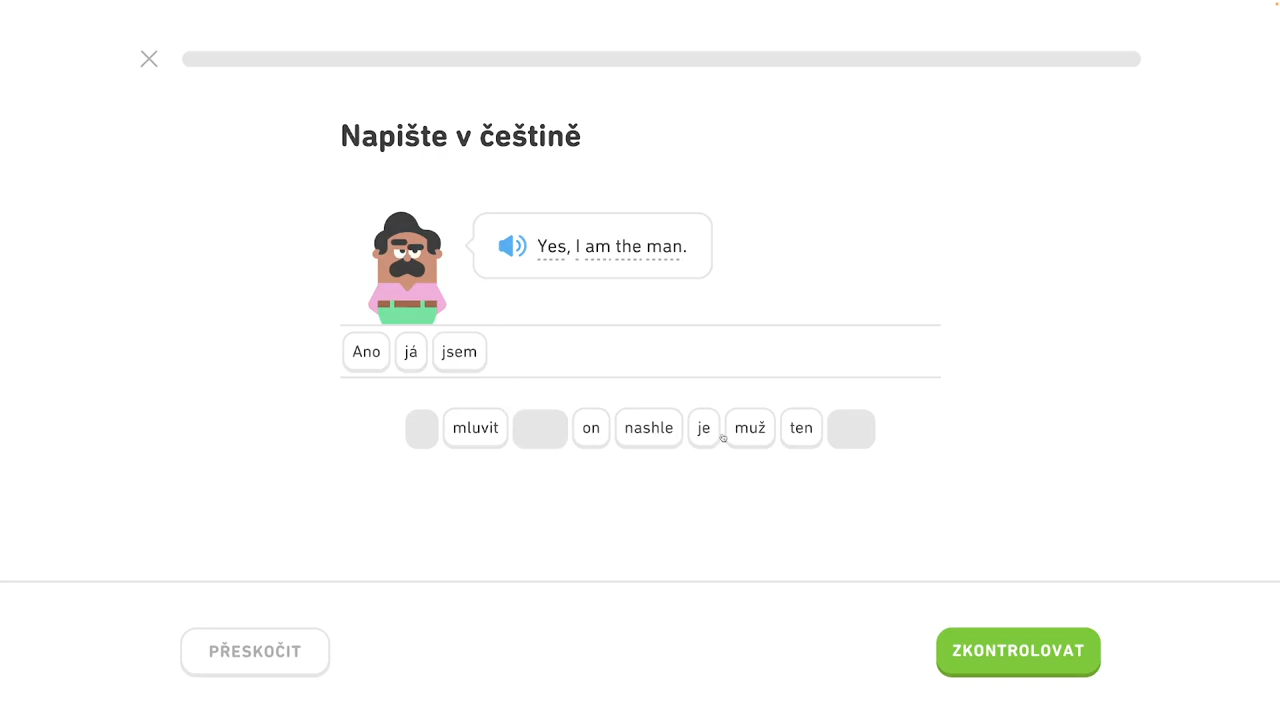 Napište v češtině
Yes, I am the man.
Ano já jsem
mluvit on nashle je muž ten
PŘESKOČIT ZKONTROLOVAT